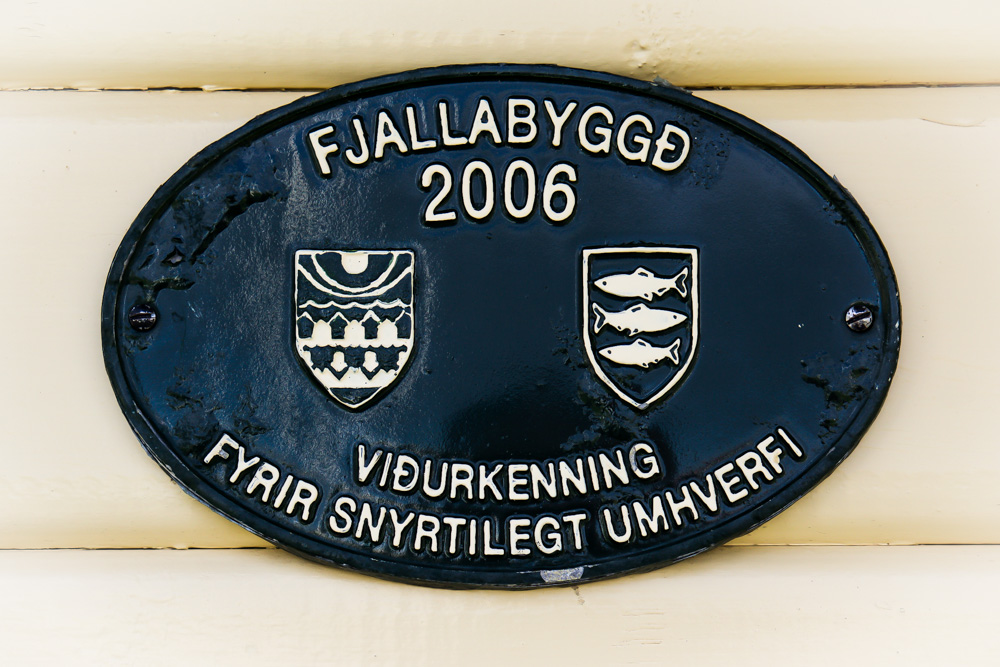 FJALLABYGGÐ
2006
VIÐURKENNING
FYRIR SNYRTILEGT UMHVERFI